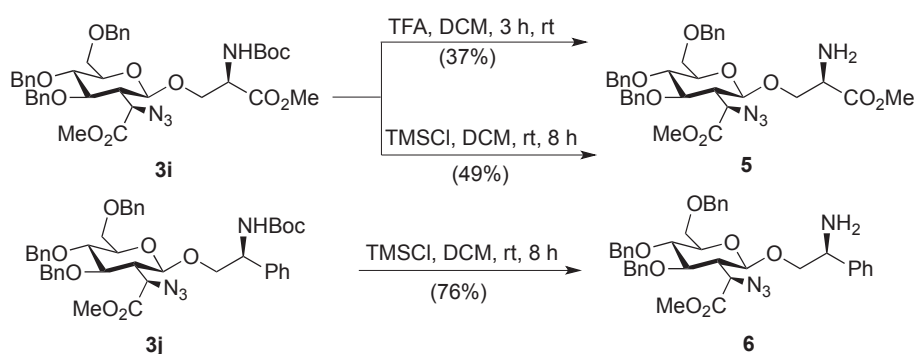 OBn
BnO
BnO
O
O
NHBoc
CO2Me
N3
MeO2C
3i
TFA, DCM, 3 h, rt
(37%)
TMSCl, DCM, rt, 8 h
(49%)
OBn
BnO
BnO
O
O
NH2
CO2Me
N3
MeO2C
5
OBn
BnO
BnO
O
O
NHBoc
Ph
N3
MeO2C
3j
TMSCl, DCM, rt, 8 h
(76%)
OBn
BnO
BnO
O
O
NH2
Ph
N3
MeO2C
6